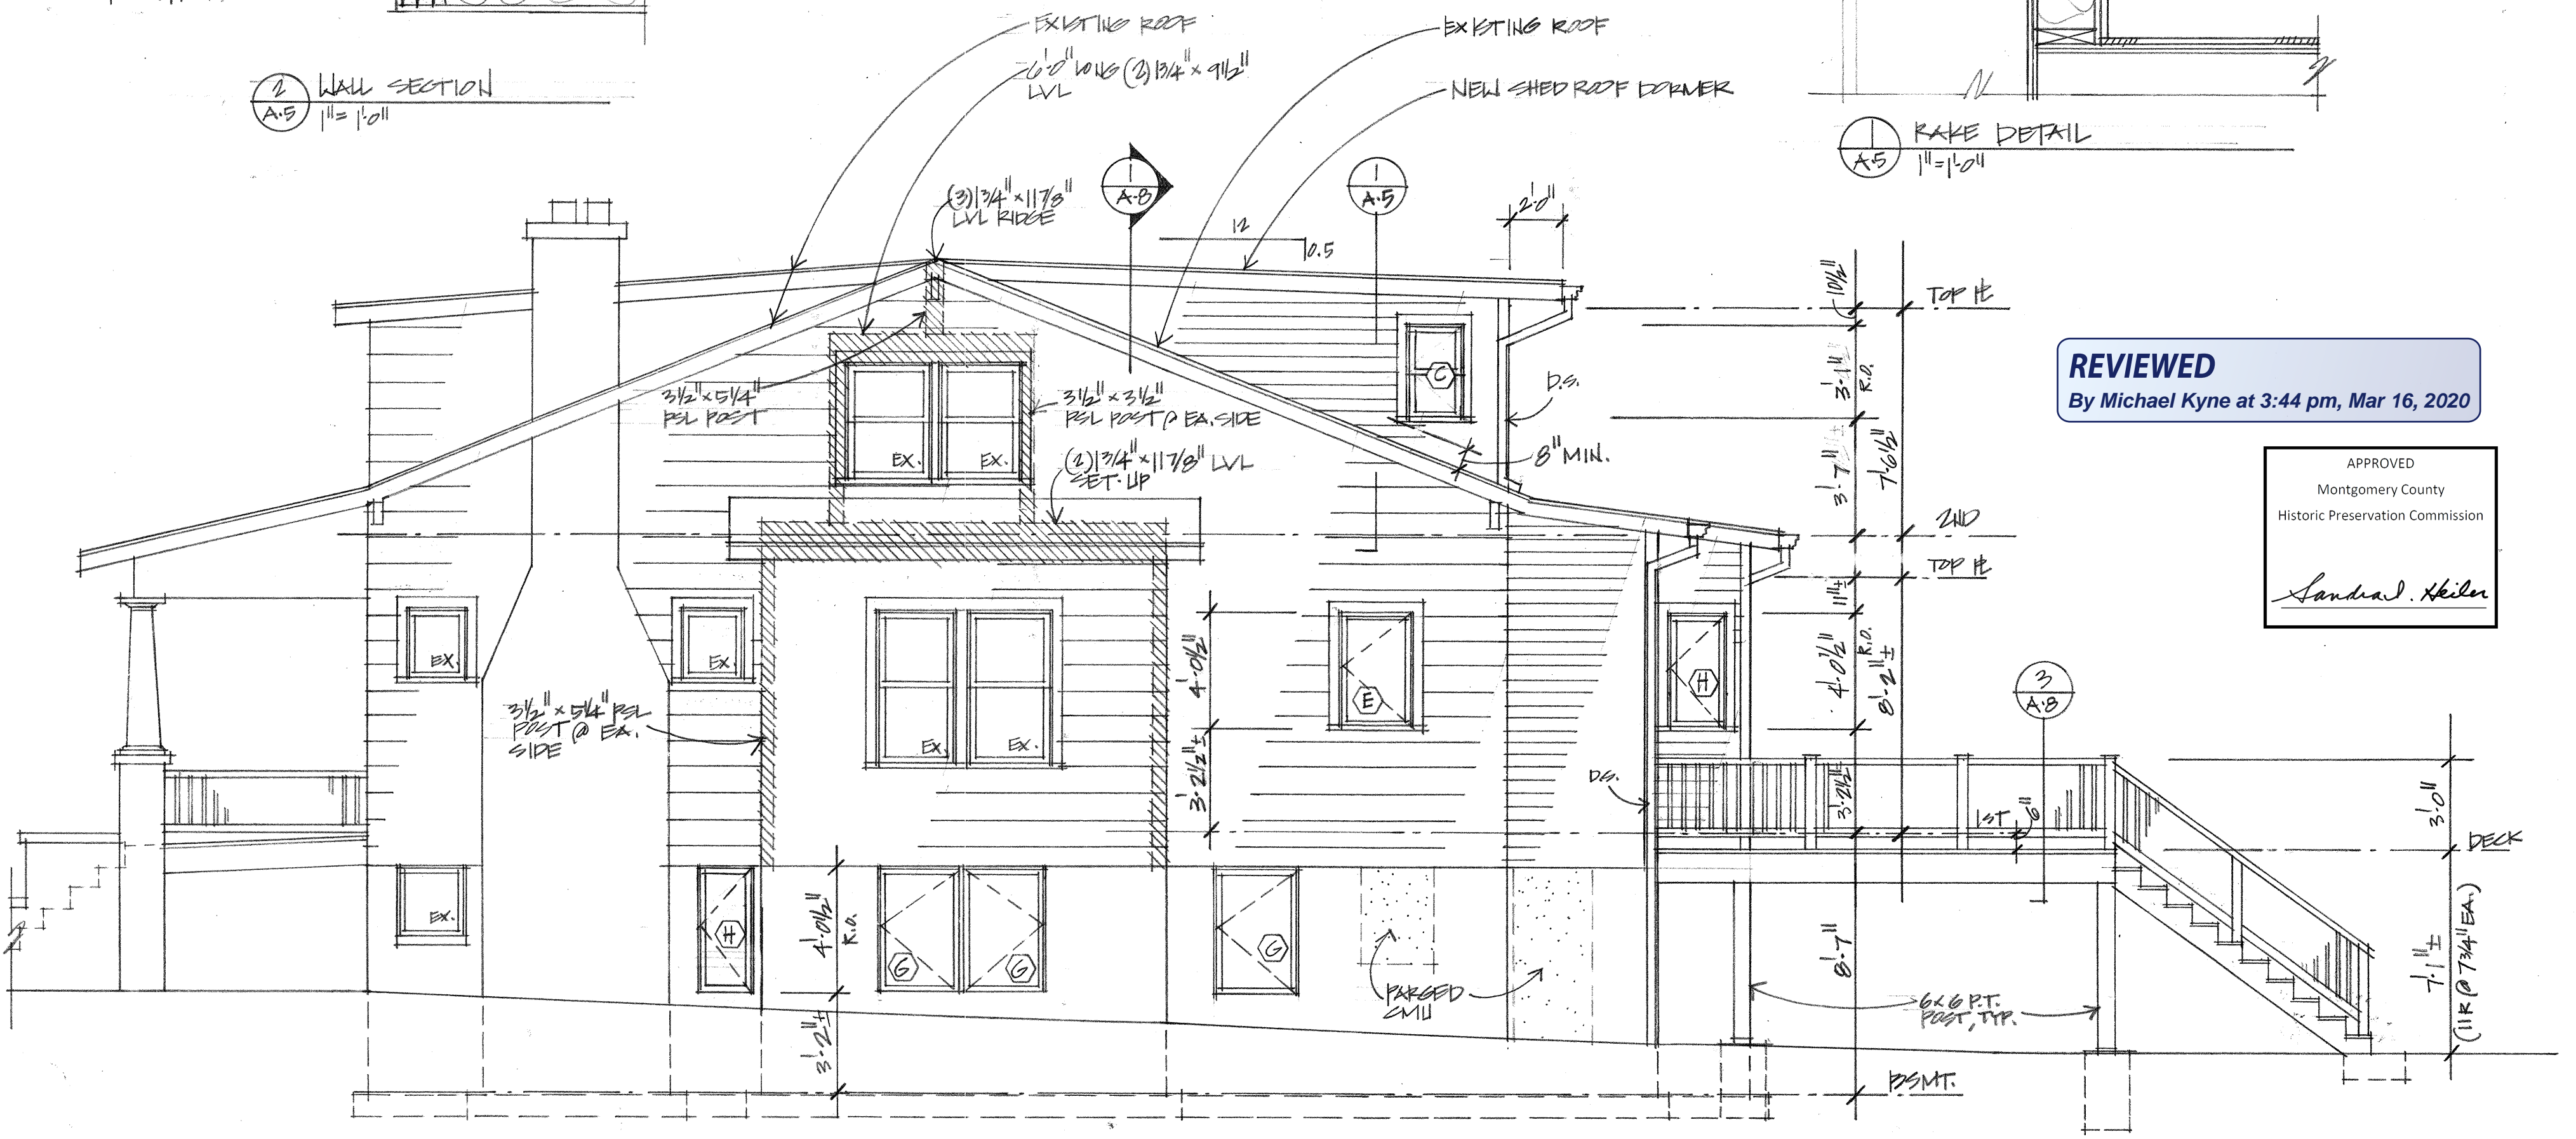 2
A.5
WALL SECTION
1"=1'-0"
EXISTING ROOF
6'-0" LONG (2) 1 3/4" x 9 1/2"
LVL
EXISTING ROOF
NEW SHED ROOF DORMER
1
A.5
RAKE DETAIL
1"=1'-0"
(3) 1 3/4" x 11 7/8"
LVL RIDGE
1
A.8
1
A.5
2'-0"
12
0.5
10 1/2"
TOP PL
REVIEWED
By Michael Kyne at 3:44 pm, Mar 16, 2020
3'-1"
R.O.
C
D.S.
3 1/2" x 5 1/4"
PSL POST
3 1/2" x 3 1/2"
PSL POST @ EA. SIDE
EX.
EX.
(2) 1 3/4" x 11 7/8" LVL
SET-UP
8" MIN.
3'-7"±
7'-6 1/2"
APPROVED
Montgomery County
Historic Preservation Commission
Sandra I. Heiler
2ND
TOP PL
11"±
4'-0 1/2"
R.O.
8'-2"±
EX.
EX.
E
H
4'-0 1/2"
3
A.8
3 1/2" x 5 1/4" PSL
POST @ EA.
SIDE
EX.
EX.
3'-2 1/2"±
D.S.
3'-2 1/2"
1ST
6"
3'-0"
DECK
EX.
H
4'-0 1/2"
R.O.
G
G
G
PARGED
CMU
8'-7"
6x6 P.T.
POST, TYP.
7'-1"±
(11 R @ 7 3/4" EA.)
3'-2"±
BSMT.